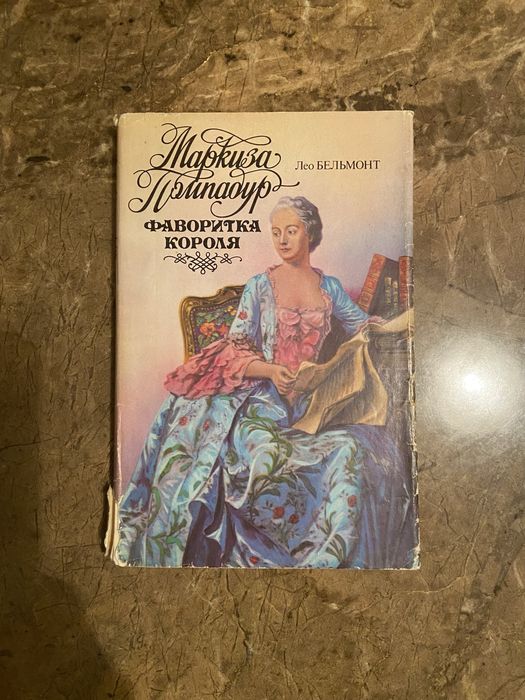 Маркиза
Помпадур
ФАВОРИТКА
КОРОЛЯ
Лео БЕЛЬМОНТ